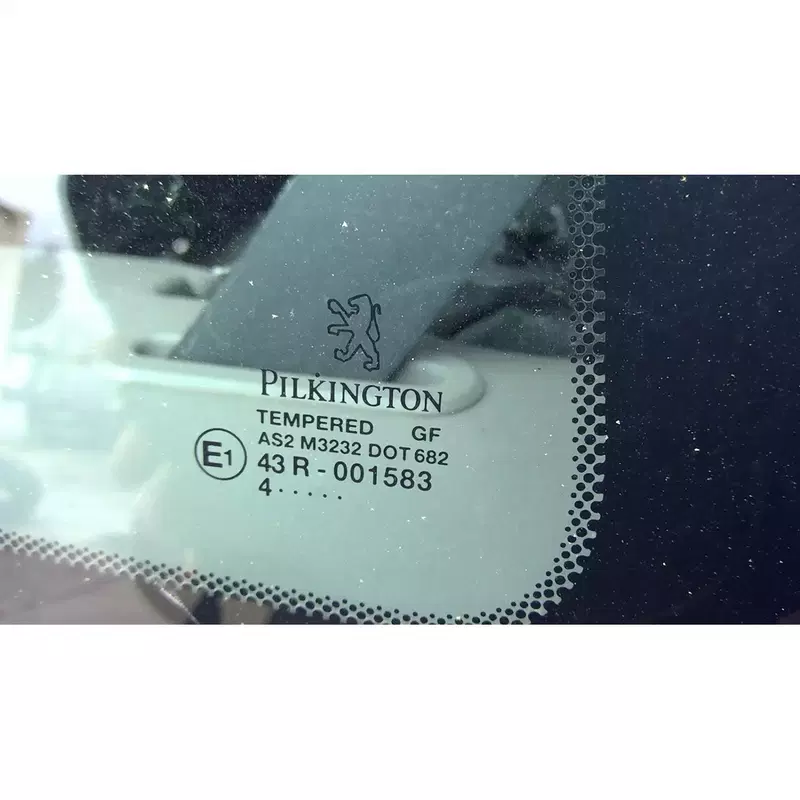 PILKINGTON
TEMPERED GF
AS2 M3232 DOT 682
E1 43 R - 001583
4 · · · · ·